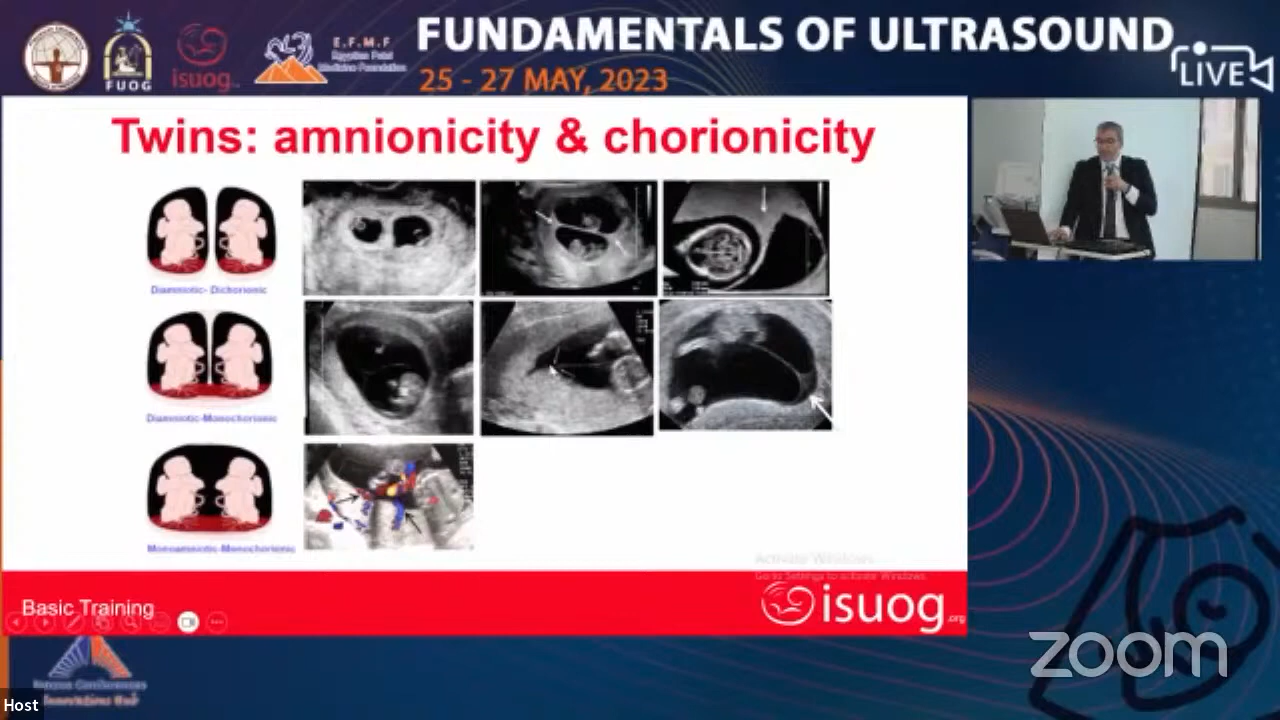 FUNDAMENTALS OF ULTRASOUND
25 - 27 MAY, 2023
LIVE
FUOG
isuog
E.F.M.F
Twins: amnionicity & chorionicity
Diamniotic- Dichorionic
Diamniotic-Monochorionic
Monoamniotic-Monochorionic
Activate Windows
Go to Settings to activate Windows.
Basic Training
isuog.org
zoom
Host